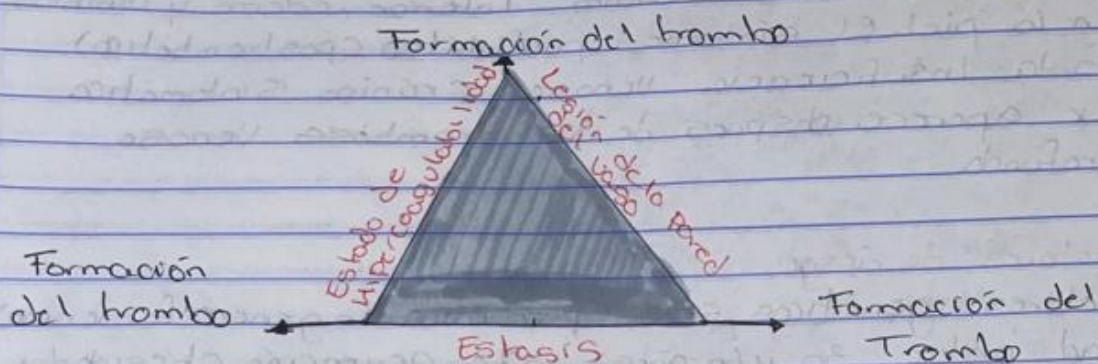 Formación del trombo
Estado de
Hipercoagulabilidad
Lesión de la pared
del vaso
Formación
del trombo
Formación del
Trombo
Estasis